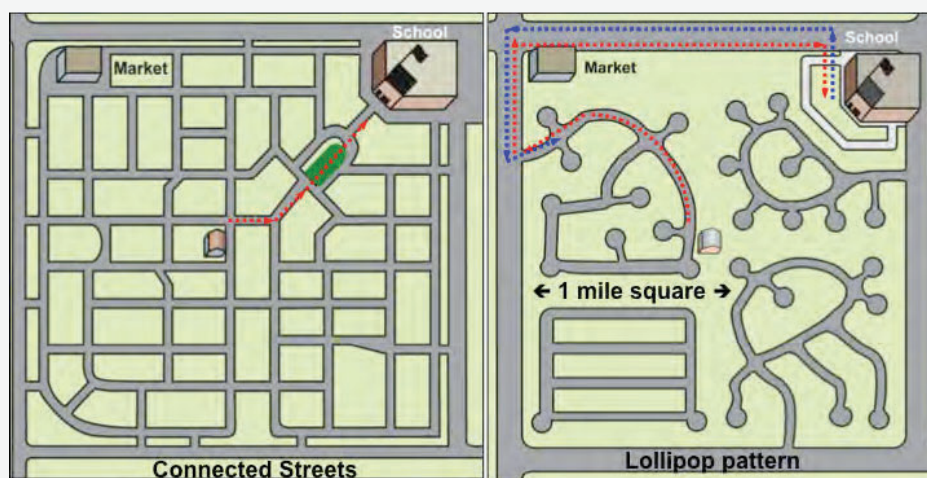 School
Market
Connected Streets
School
Market
← 1 mile square →
Lollipop pattern